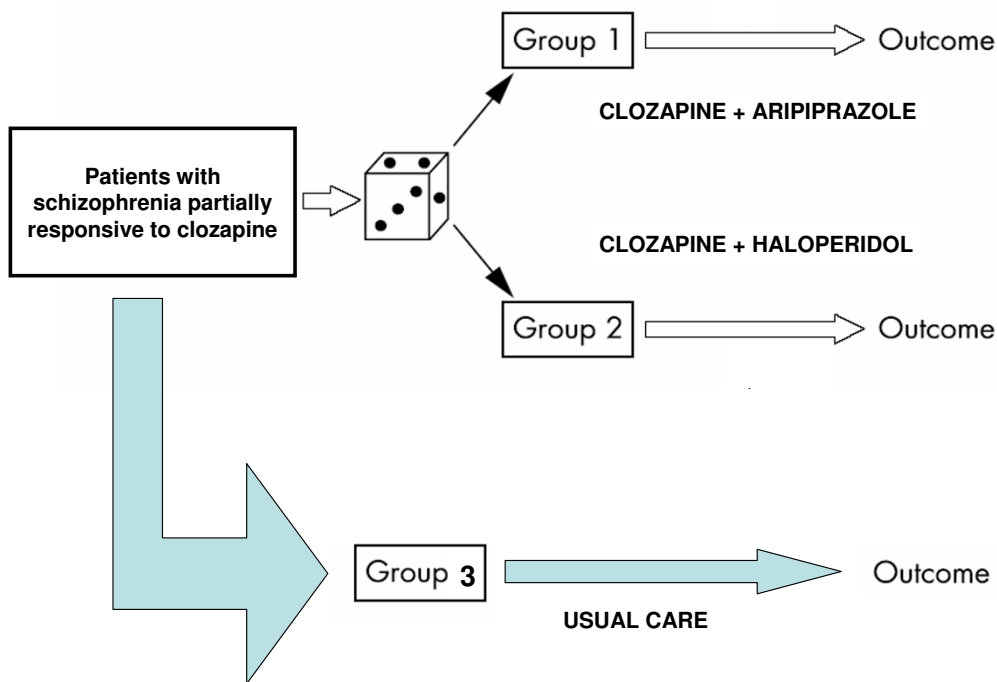 Group 1
Outcome
CLOZAPINE + ARIPIPRAZOLE
Patients with
schizophrenia partially
responsive to clozapine
CLOZAPINE + HALOPERIDOL
Group 2
Outcome
Group 3
Outcome
USUAL CARE